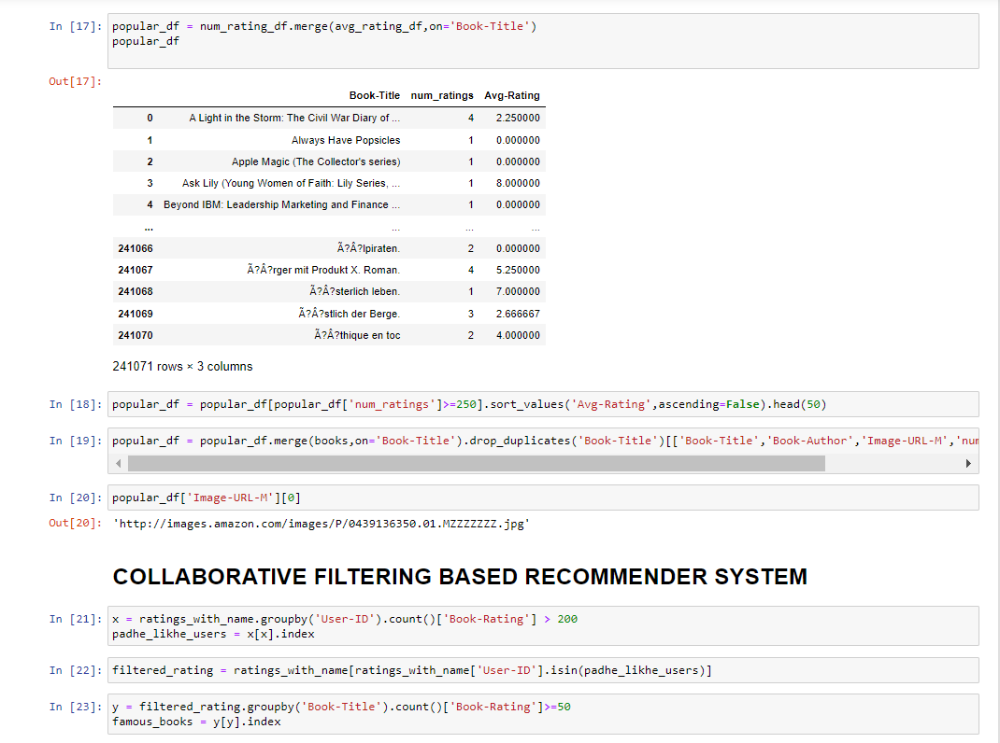 In [17]: popular_df = num_rating_df.merge(avg_rating_df,on='Book-Title')
popular_df
Out[17]:
Book-Title num_ratings Avg-Rating
0 A Light in the Storm: The Civil War Diary of ... 4 2.250000
1 Always Have Popsicles 1 0.000000
2 Apple Magic (The Collector's series) 1 0.000000
3 Ask Lily (Young Women of Faith: Lily Series, ... 1 8.000000
4 Beyond IBM: Leadership Marketing and Finance ... 1 0.000000
... ... ... ...
241066 Ã?Â?lpiraten. 2 0.000000
241067 Ã?Â?rger mit Produkt X. Roman. 4 5.250000
241068 Ã?Â?sterlich leben. 1 7.000000
241069 Ã?Â?stlich der Berge. 3 2.666667
241070 Ã?Â?thique en toc 2 4.000000
241071 rows × 3 columns
In [18]: popular_df = popular_df[popular_df['num_ratings']>=250].sort_values('Avg-Rating',ascending=False).head(50)
In [19]: popular_df = popular_df.merge(books,on='Book-Title').drop_duplicates('Book-Title')[['Book-Title','Book-Author','Image-URL-M','num
In [20]: popular_df['Image-URL-M'][0]
Out[20]: 'http://images.amazon.com/images/P/0439136350.01.MZZZZZZZ.jpg'
COLLABORATIVE FILTERING BASED RECOMMENDER SYSTEM
In [21]: x = ratings_with_name.groupby('User-ID').count()['Book-Rating'] > 200
padhe_likhe_users = x[x].index
In [22]: filtered_rating = ratings_with_name[ratings_with_name['User-ID'].isin(padhe_likhe_users)]
In [23]: y = filtered_rating.groupby('Book-Title').count()['Book-Rating']>=50
famous_books = y[y].index